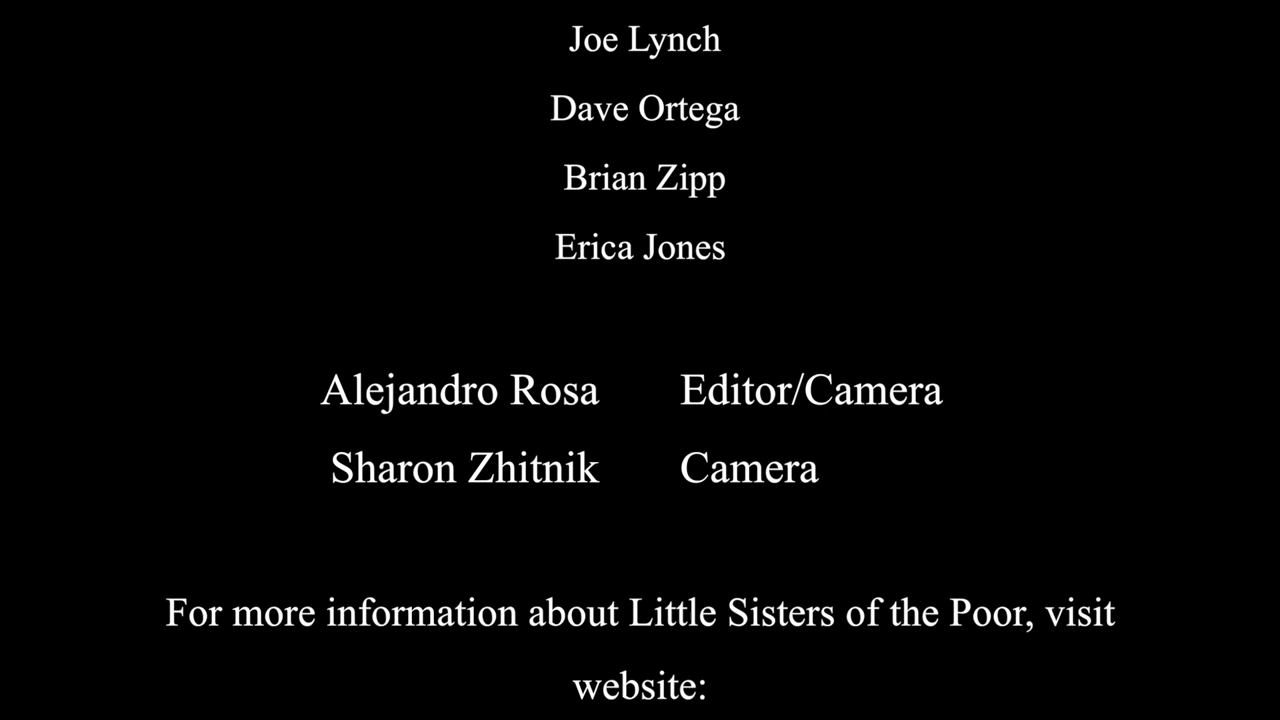 Joe Lynch
Dave Ortega
Brian Zipp
Erica Jones
Alejandro Rosa Editor/Camera
Sharon Zhitnik Camera
For more information about Little Sisters of the Poor, visit
website: